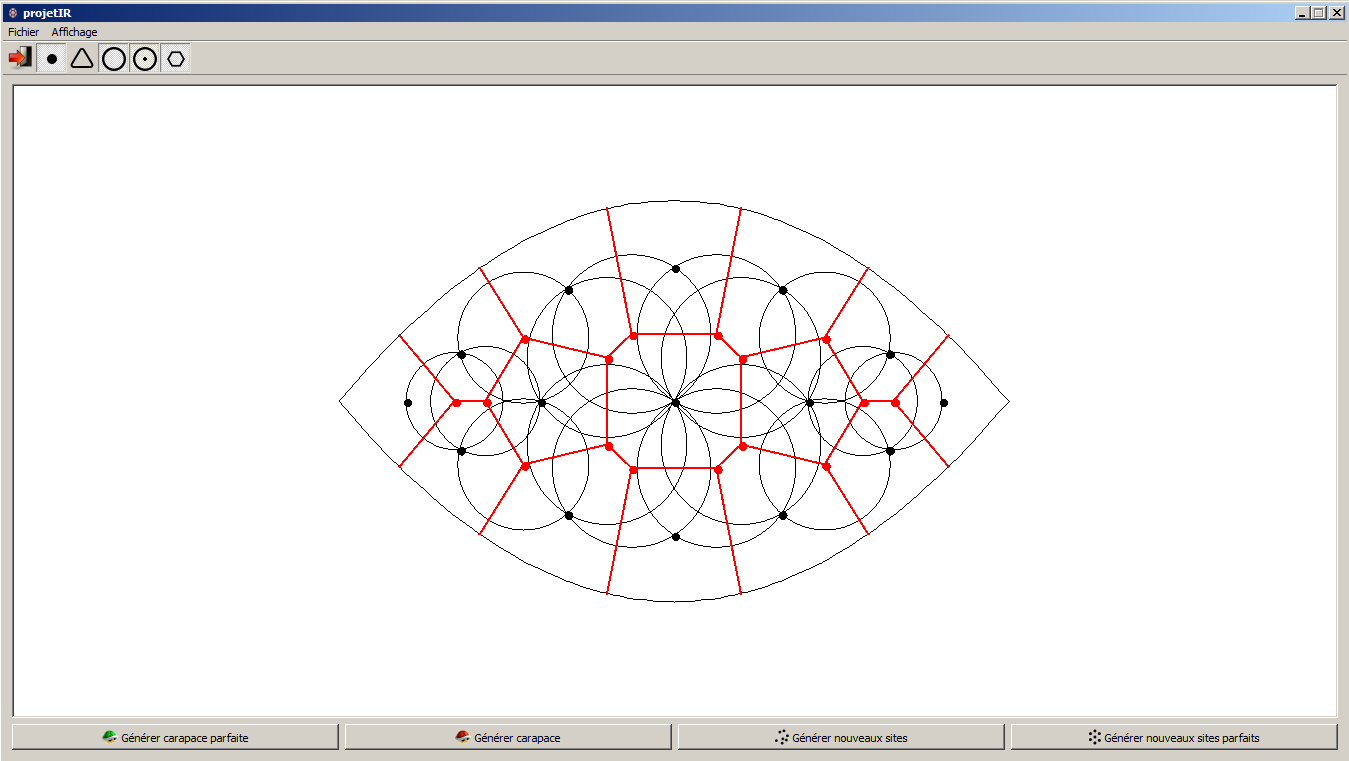 projetIR
Fichier Affichage
Générer carapace parfaite Générer carapace Générer nouveaux sites Générer nouveaux sites parfaits